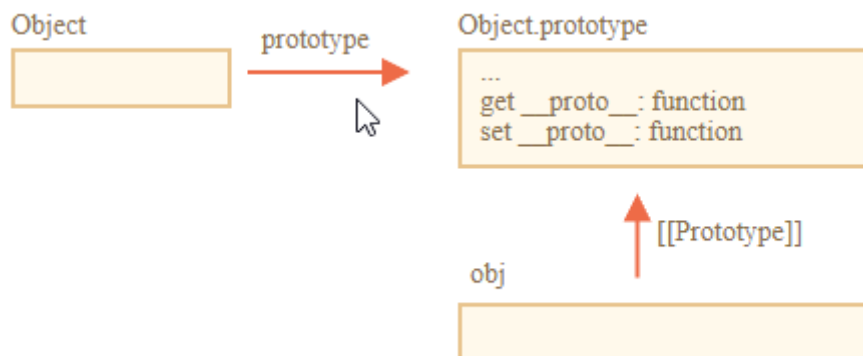 Object
prototype
Object.prototype
...
get __proto__: function
set __proto__: function
[[Prototype]]
obj